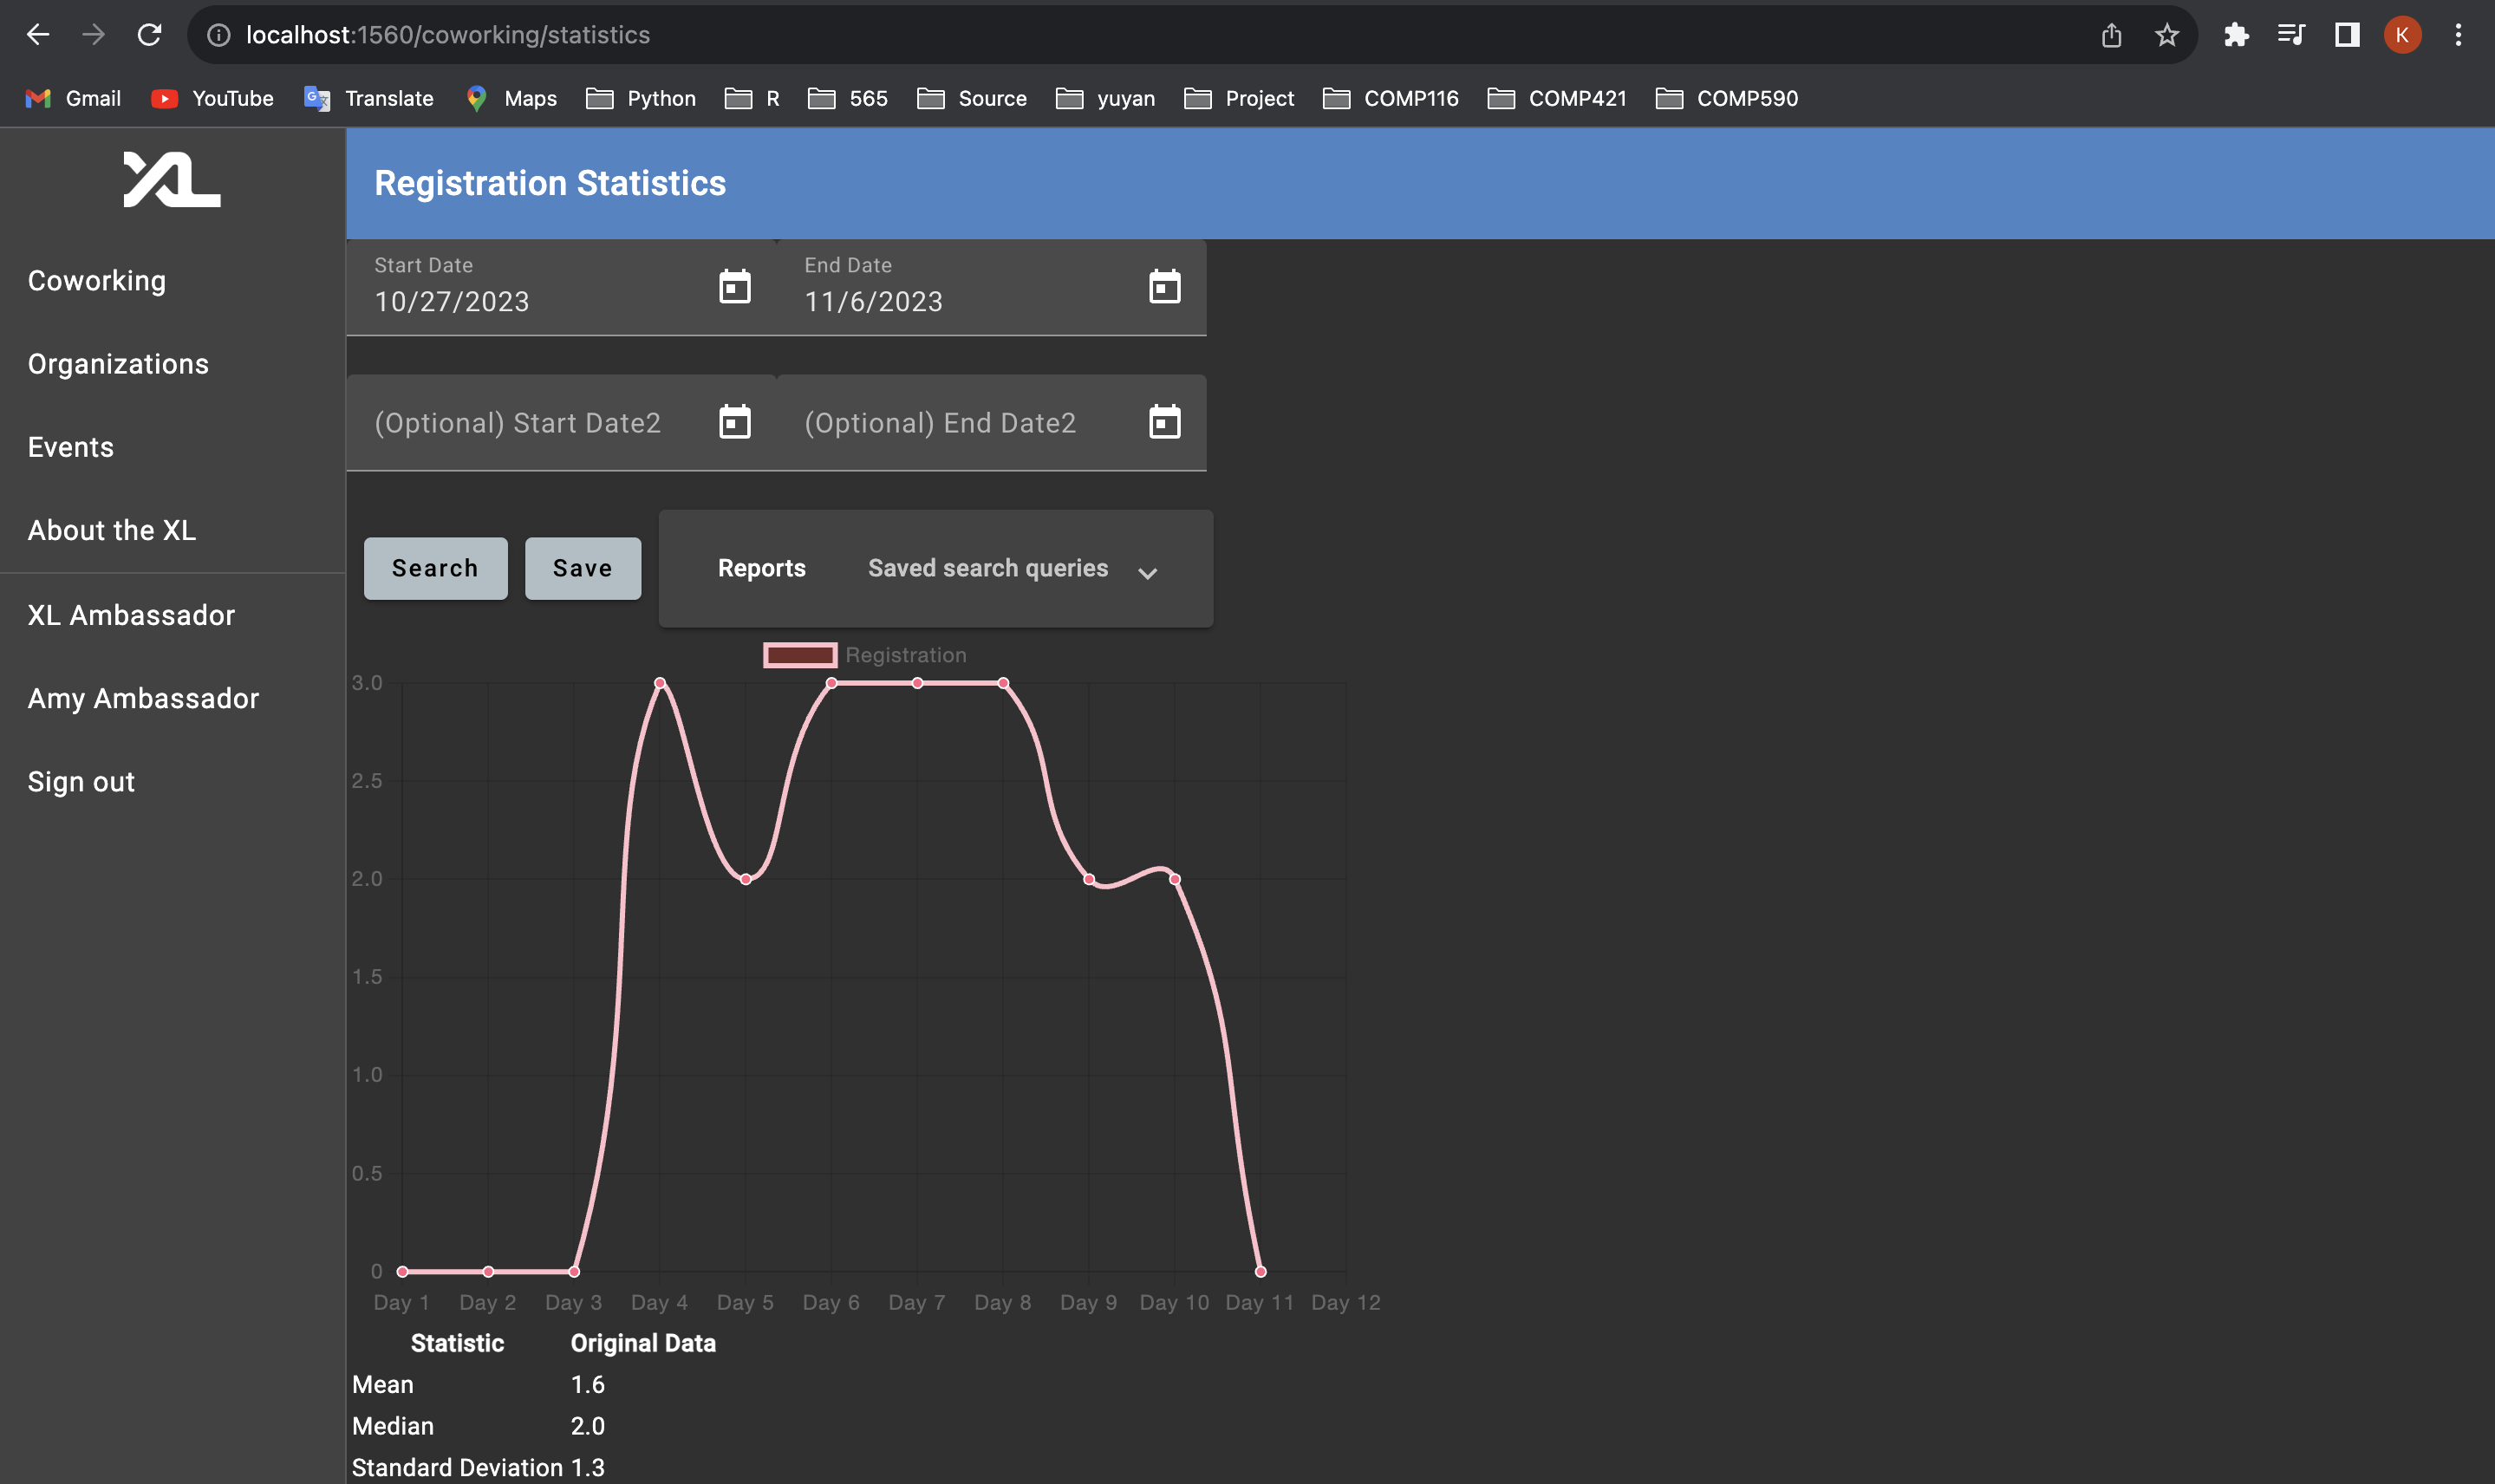 localhost:1560/coworking/statistics
K
Gmail YouTube Translate Maps Python R 565 Source yuyan Project COMP116 COMP421 COMP590
XL
Registration Statistics
Coworking
Organizations
Events
About the XL
XL Ambassador
Amy Ambassador
Sign out
Start Date End Date
10/27/2023 11/6/2023
(Optional) Start Date2 (Optional) End Date2
Search Save Reports Saved search queries
Registration
3.0
2.5
2.0
1.5
1.0
0.5
0
Day 1 Day 2 Day 3 Day 4 Day 5 Day 6 Day 7 Day 8 Day 9 Day 10 Day 11 Day 12
Statistic Original Data
Mean 1.6
Median 2.0
Standard Deviation 1.3